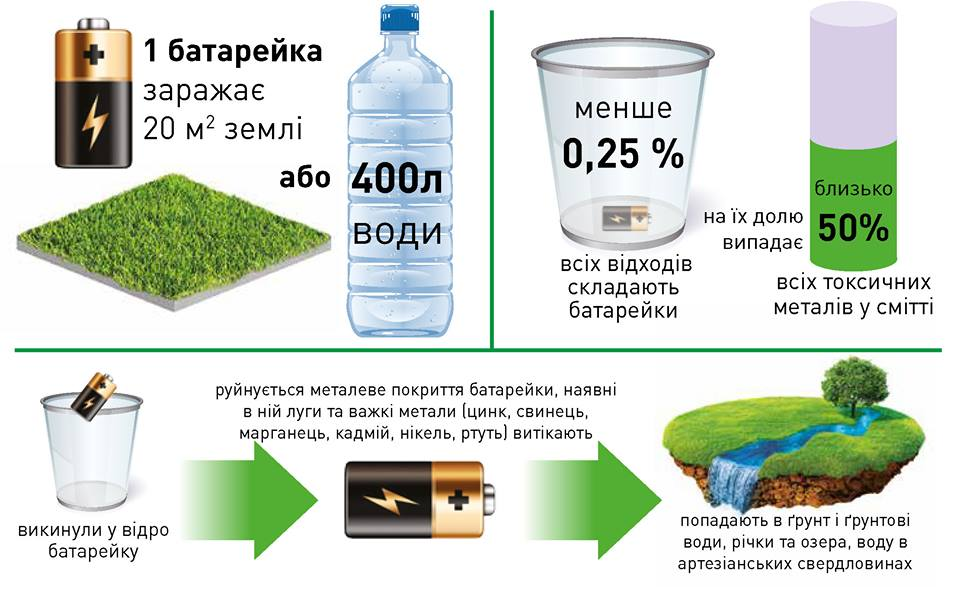 1 батарейка
заражає
20 м² землі
або
400л
води
менше
0,25 %
всіх відходів
складають
батарейки
на їх долю
випадає
близько
50%
всіх токсичних
металів у смітті
викинули у відро
батарейку
руйнується металеве покриття батарейки, наявні
в ній луги та важкі метали (цинк, свинець,
марганець, кадмій, нікель, ртуть) витікають
попадають в ґрунт і ґрунтові
води, річки та озера, воду в
артезіанських свердловинах